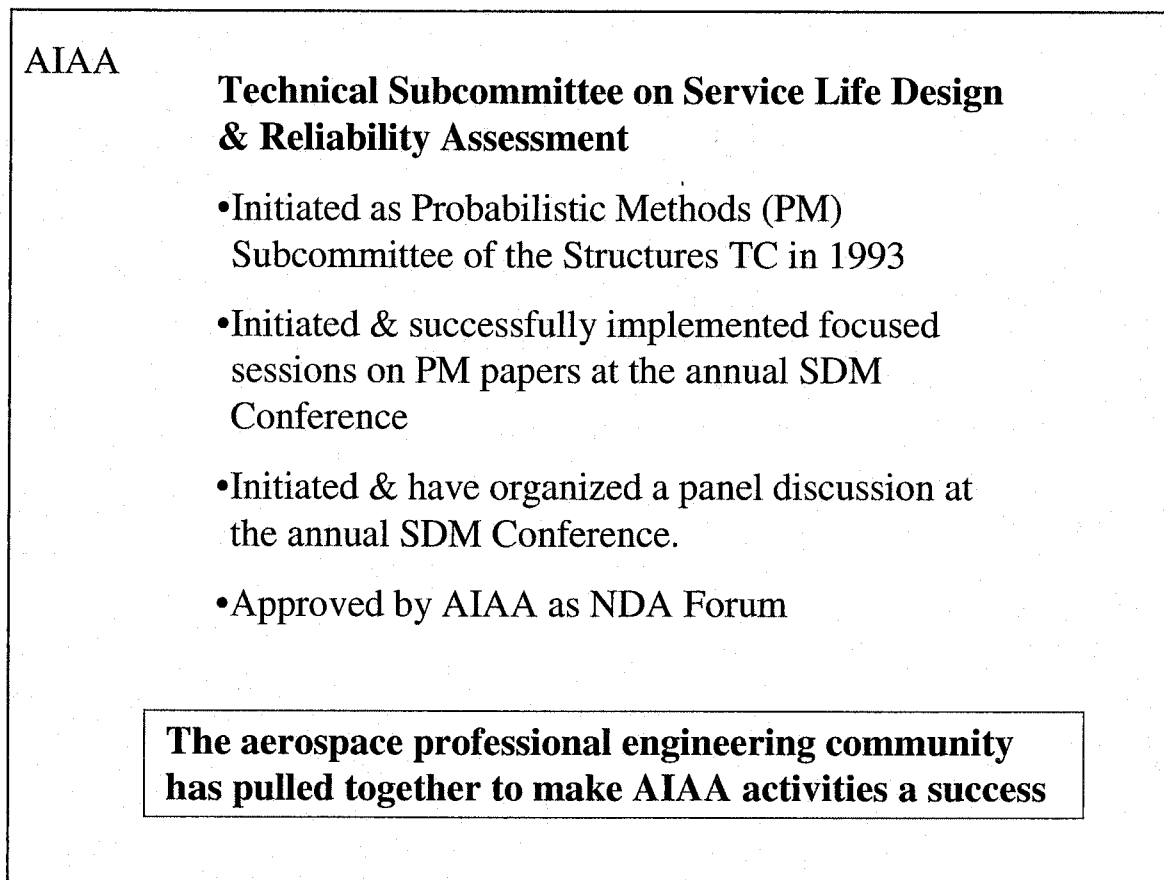 AIAA
Technical Subcommittee on Service Life Design
& Reliability Assessment
•Initiated as Probabilistic Methods (PM)
Subcommittee of the Structures TC in 1993
•Initiated & successfully implemented focused
sessions on PM papers at the annual SDM
Conference
•Initiated & have organized a panel discussion at
the annual SDM Conference.
•Approved by AIAA as NDA Forum
The aerospace professional engineering community
has pulled together to make AIAA activities a success